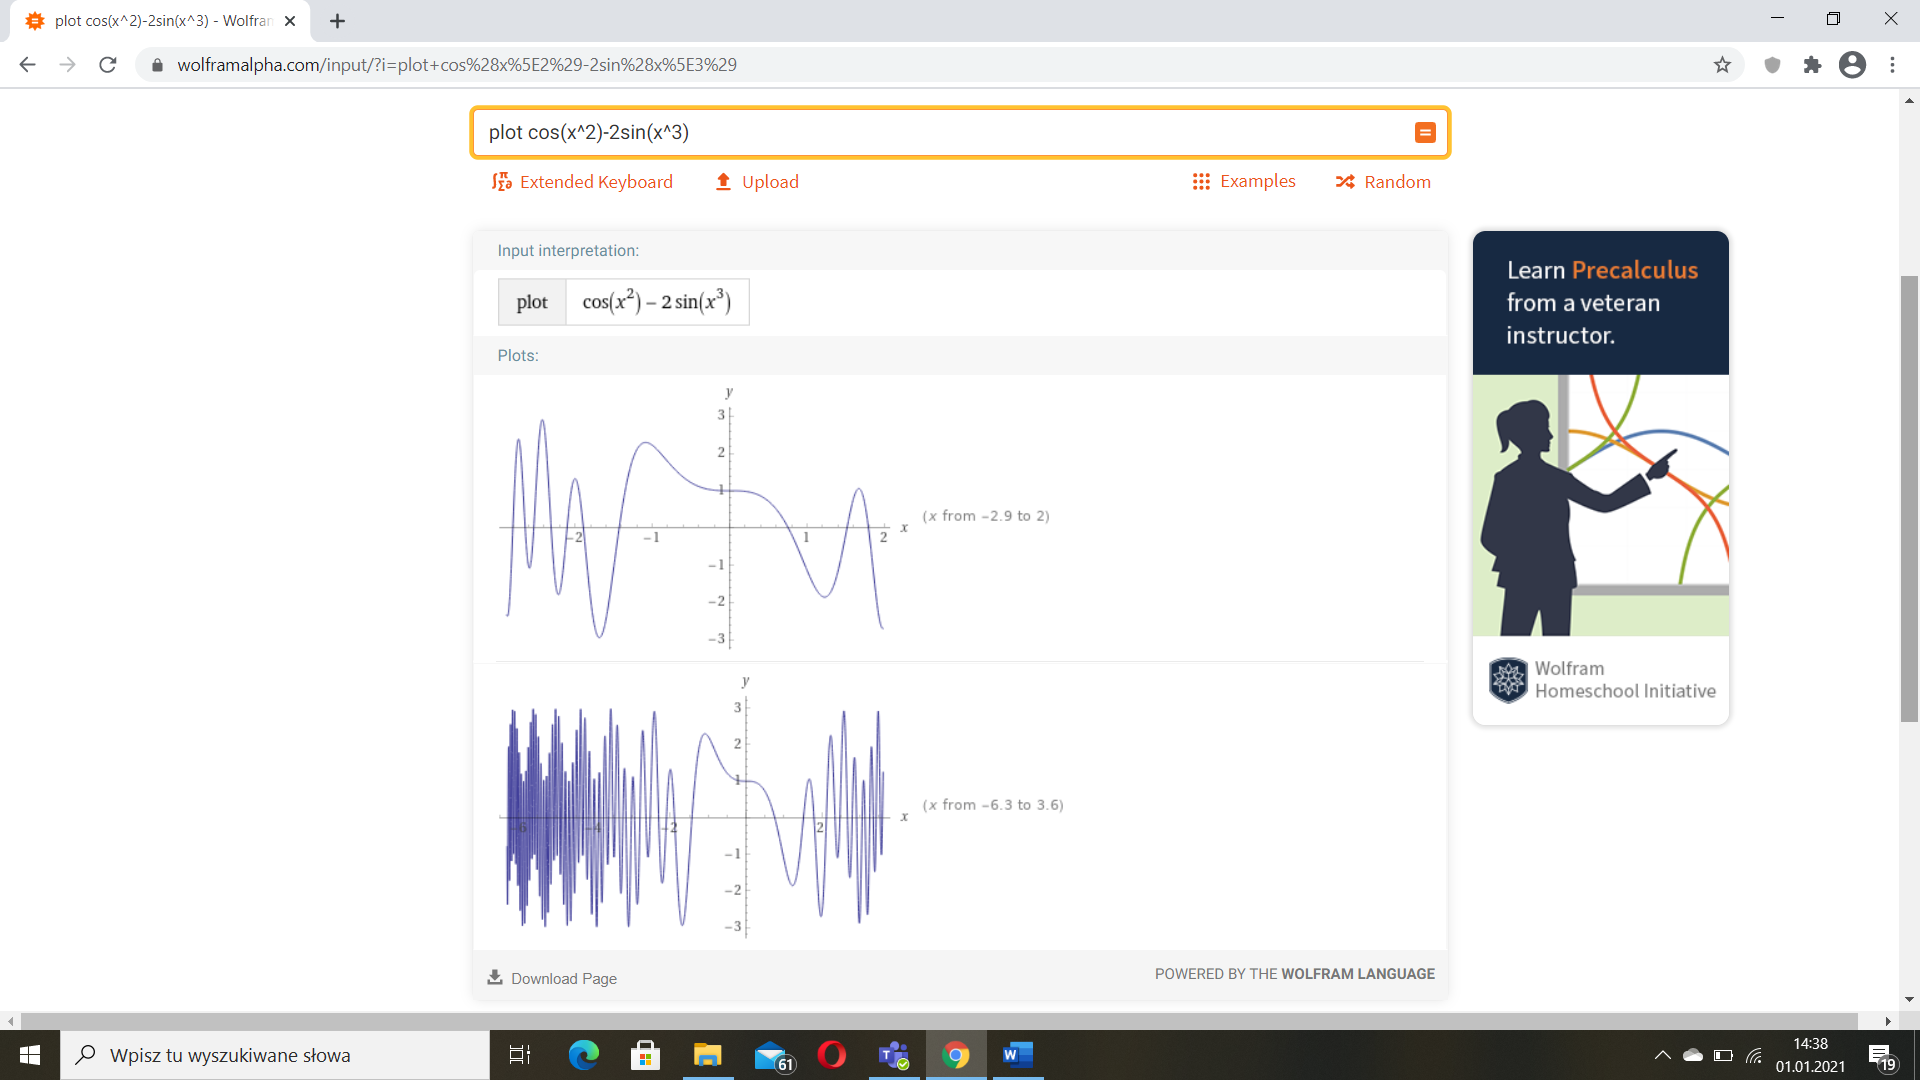 plot cos(x^2)-2sin(x^3) - Wolfran
wolframalpha.com/input/?i=plot+cos%28x%5E2%29-2sin%28x%5E3%29
plot cos(x^2)-2sin(x^3)
Extended Keyboard
Upload
Examples
Random
Input interpretation:
plot cos(x²) – 2 sin(x³)
Plots:
y
3
2
1
-1
-2
-3
-2 -1 1 2 x
(x from −2.9 to 2)
y
3
2
1
-1
-2
-3
-6 -4 -2 2 x
(x from −6.3 to 3.6)
Download Page
POWERED BY THE WOLFRAM LANGUAGE
Learn Precalculus
from a veteran
instructor.
Wolfram
Homeschool Initiative
Wpisz tu wyszukiwane słowa
61
14:38
01.01.2021
19